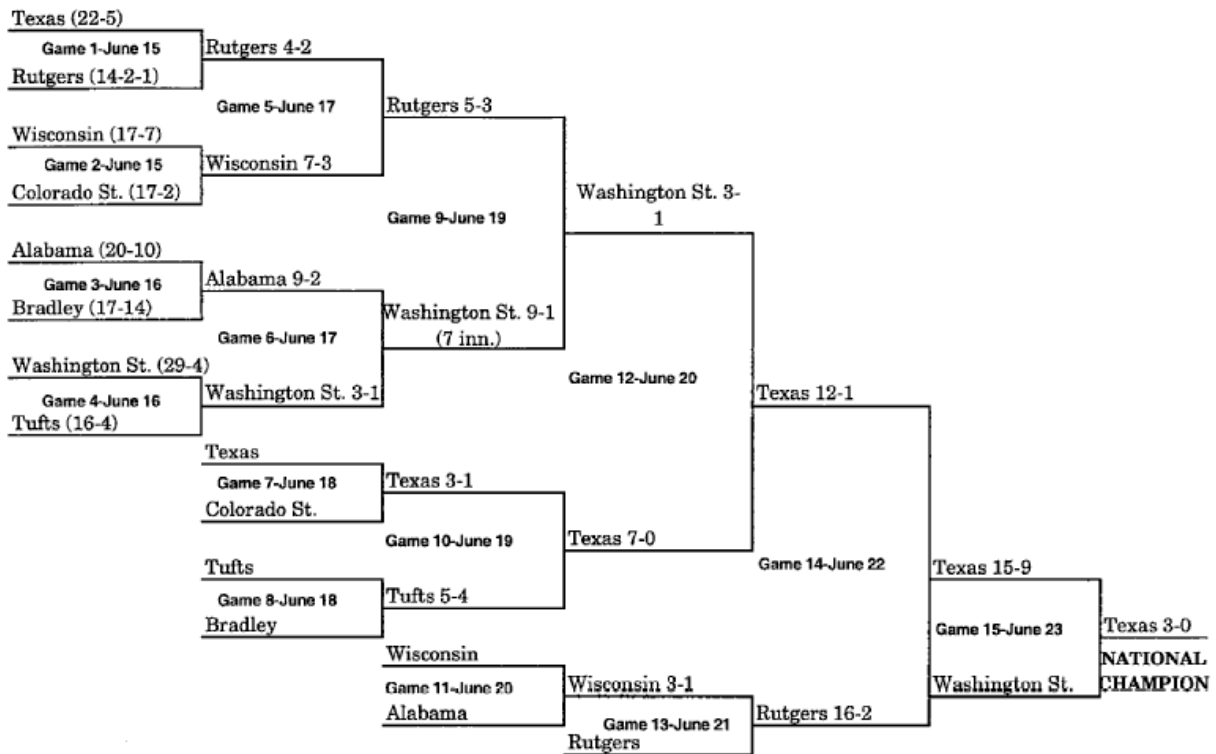 Texas (22-5)
Game 1-June 15
Rutgers (14-2-1)
Rutgers 4-2
Game 5-June 17
Wisconsin (17-7)
Game 2-June 15
Colorado St. (17-2)
Wisconsin 7-3
Rutgers 5-3
Game 9-June 19
Alabama (20-10)
Game 3-June 16
Bradley (17-14)
Alabama 9-2
Game 6-June 17
Washington St. (29-4)
Game 4-June 16
Tufts (16-4)
Washington St. 3-1
Washington St. 9-1
(7 inn.)
Washington St. 3-
1
Game 12-June 20
Texas
Game 7-June 18
Colorado St.
Texas 3-1
Game 10-June 19
Tufts
Game 8-June 18
Bradley
Tufts 5-4
Texas 7-0
Texas 12-1
Game 14-June 22
Wisconsin
Game 11-June 20
Alabama
Wisconsin 3-1
Game 13-June 21
Rutgers
Rutgers 16-2
Texas 15-9
Game 15-June 23
Washington St.
Texas 3-0
NATIONAL
CHAMPION